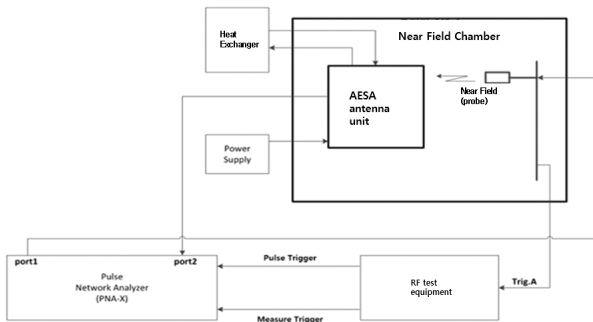 Heat
Exchanger
Near Field Chamber
AESA
antenna
unit
Near Field
(probe)
Power
Supply
port1
port2
Pulse
Network Analyzer
(PNA-X)
Pulse Trigger
Measure Trigger
RF test
equipment
Trig.A